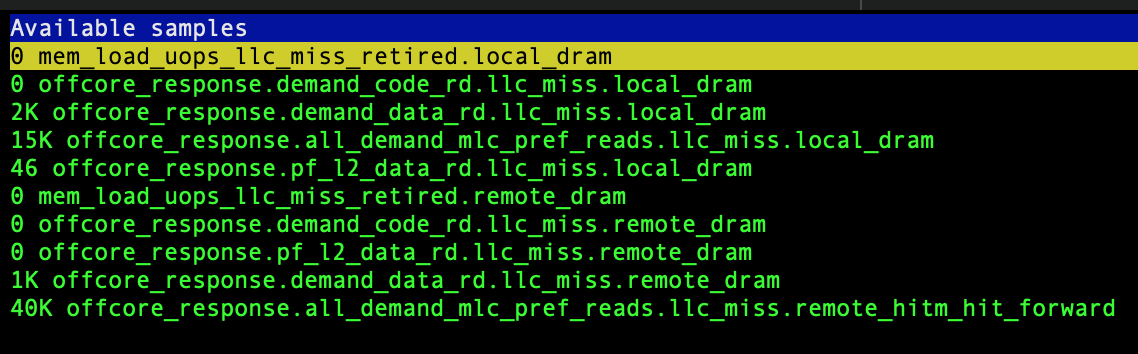 Available samples
0 mem_load_uops_llc_miss_retired.local_dram
0 offcore_response.demand_code_rd.llc_miss.local_dram
2K offcore_response.demand_data_rd.llc_miss.local_dram
15K offcore_response.all_demand_mlc_pref_reads.llc_miss.local_dram
46 offcore_response.pf_l2_data_rd.llc_miss.local_dram
0 mem_load_uops_llc_miss_retired.remote_dram
0 offcore_response.demand_code_rd.llc_miss.remote_dram
0 offcore_response.pf_l2_data_rd.llc_miss.remote_dram
1K offcore_response.demand_data_rd.llc_miss.remote_dram
40K offcore_response.all_demand_mlc_pref_reads.llc_miss.remote_hitm_hit_forward